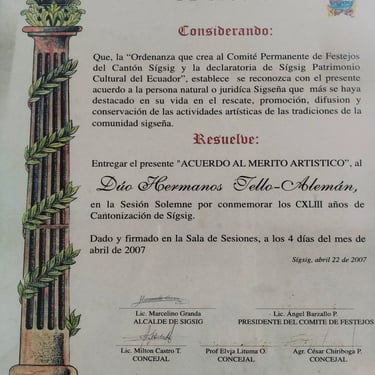 Considerando:
Que, la "Ordenanza que crea al Comité Permanente de Festejos
del Cantón Sígsig y la declaratoria de Sígsig Patrimonio
Cultural del Ecuador", establece se reconozca con el presente
acuerdo a la persona natural o jurídica Sigseña que más se haya
destacado en su vida en el rescate, promoción, difusion y
conservación de las actividades artísticas de las tradiciones de la
comunidad sigseña.
Resuelve:
Entregar el presente "ACUERDO AL MERITO ARTISTICO", al
Dúo Hermanos Tello-Alemán,
en la Sesión Solemne por conmemorar los CXLIII años de
Cantonización de Sígsig.
Dado y firmado en la Sala de Sesiones, a los 4 días del mes de
abril de 2007
Sígsig, abril 22 de 2007
Lic. Marcelino Granda
ALCALDE DE SIGSIG
Lic. Ángel Barzallo P.
PRESIDENTE DEL COMITE DE FESTEJOS
Lic. Milton Castro T.
CONCEJAL
Prof Elvja Lituma O.
CONCEJAL
Agr. César Chiriboga P.
CONCEJAL